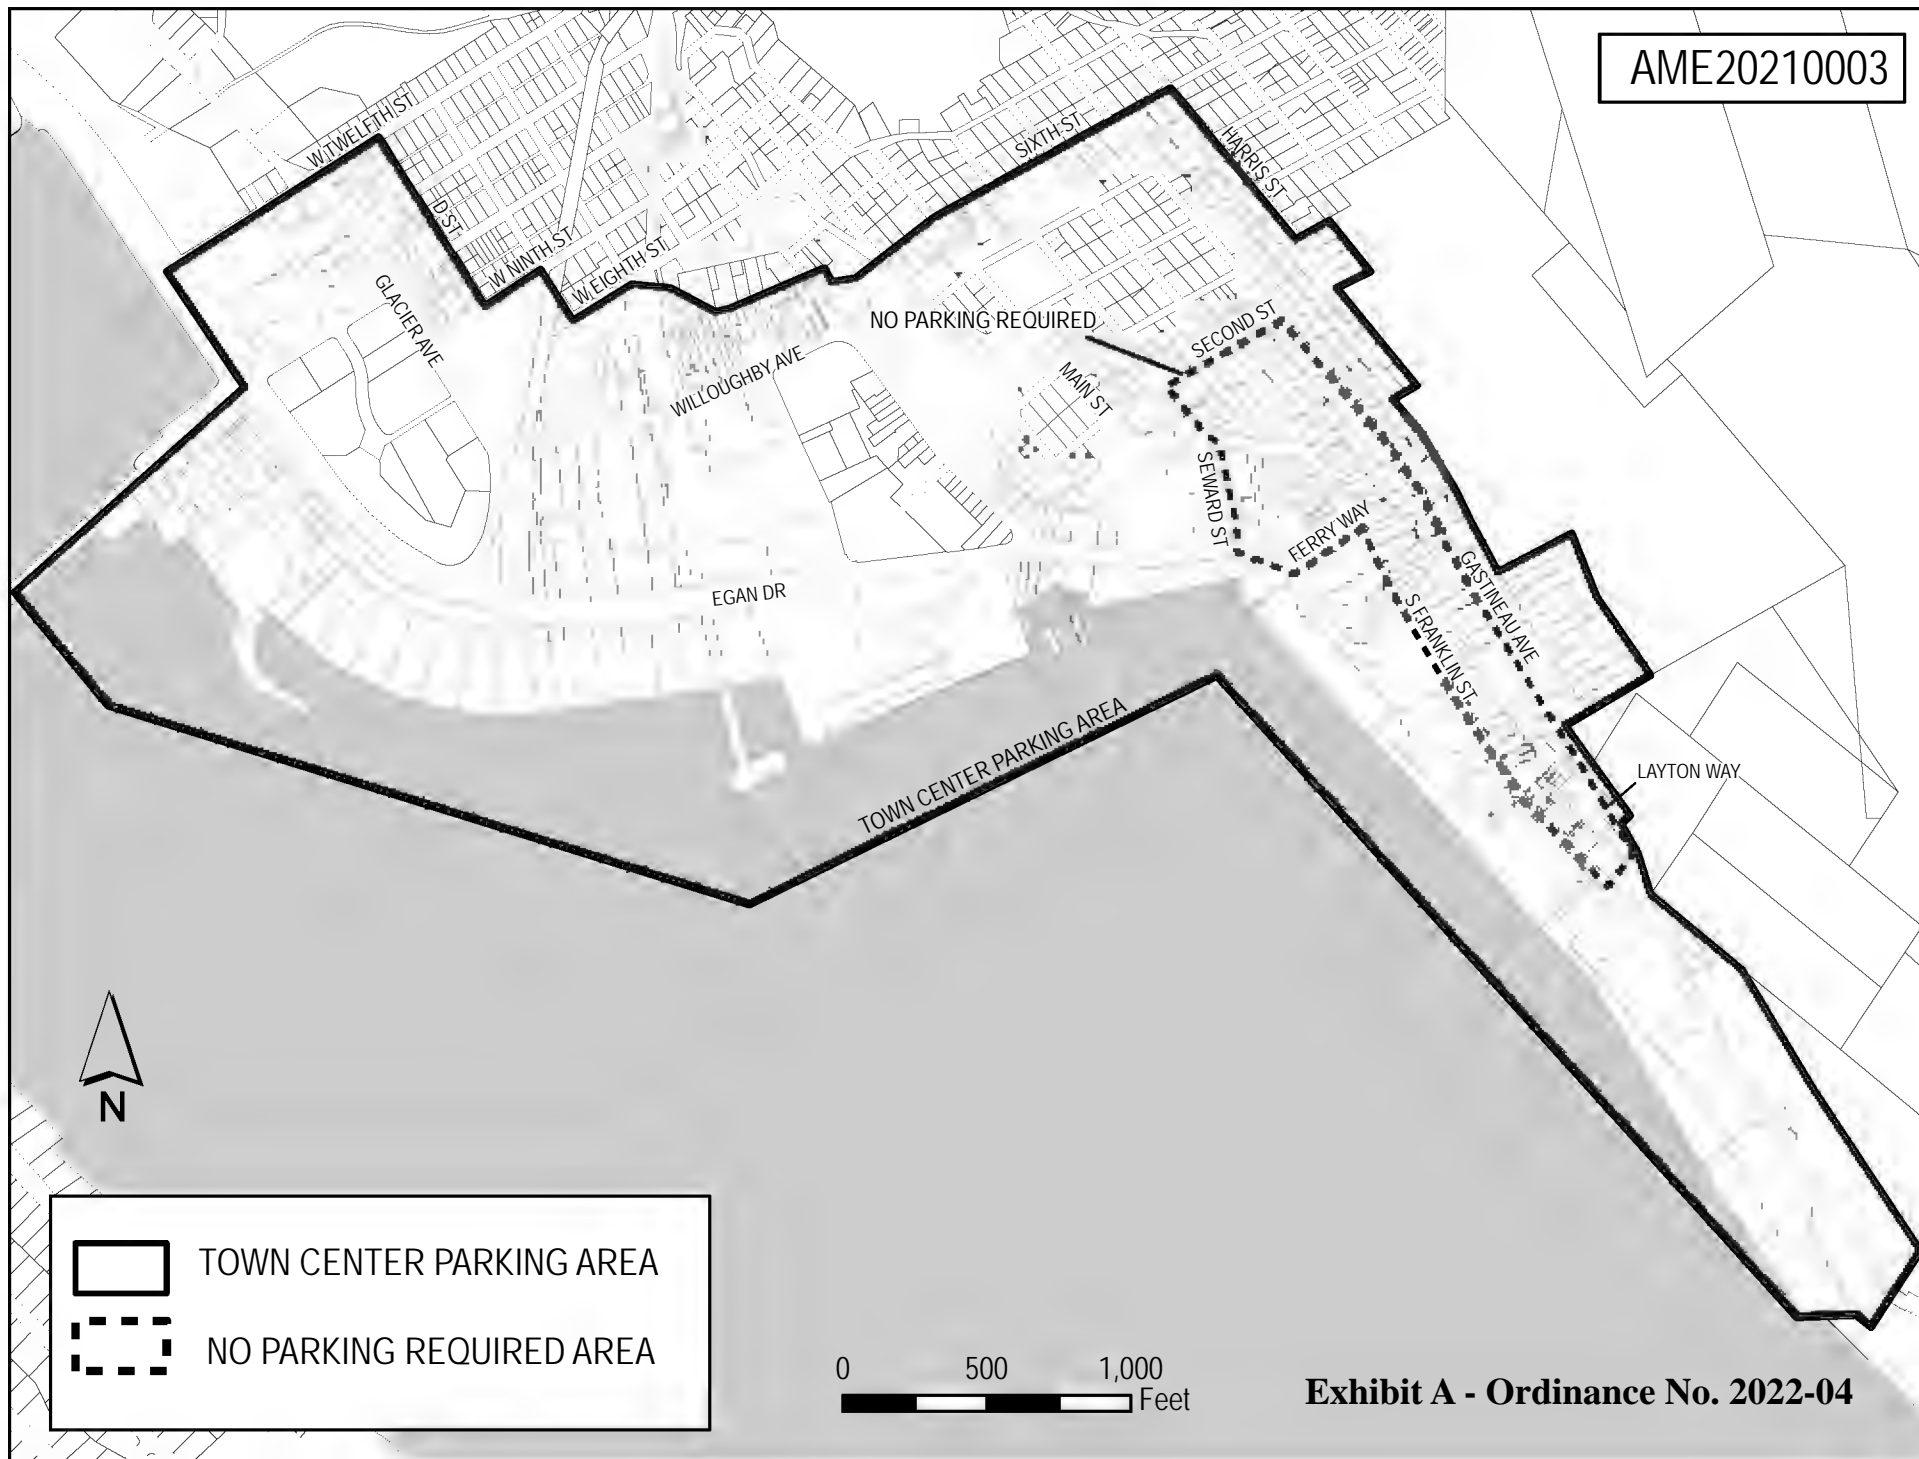 AME20210003
W TWELFTH ST
D ST
W NINTH ST
W EIGHTH ST
SIXTH ST
HARRIS ST
GLACIER AVE
WILLOUGHBY AVE
NO PARKING REQUIRED
SECOND ST
MAIN ST
SEWARD ST
FERRY WAY
EGAN DR
S FRANKLIN ST
GASTINEAU AVE
TOWN CENTER PARKING AREA
LAYTON WAY
N
TOWN CENTER PARKING AREA
NO PARKING REQUIRED AREA
0 500 1,000
Feet
Exhibit A - Ordinance No. 2022-04